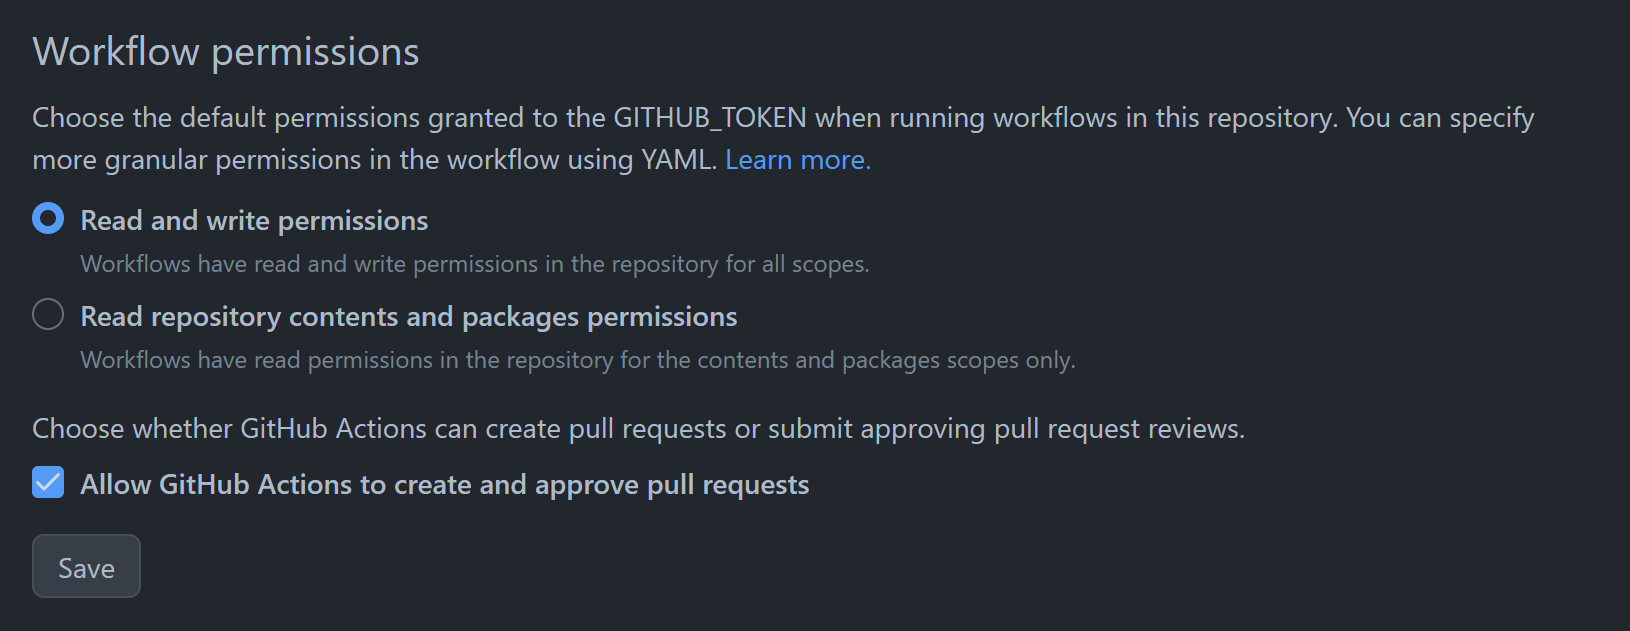 Workflow permissions
Choose the default permissions granted to the GITHUB_TOKEN when running workflows in this repository. You can specify
more granular permissions in the workflow using YAML. Learn more.
Read and write permissions
Workflows have read and write permissions in the repository for all scopes.
Read repository contents and packages permissions
Workflows have read permissions in the repository for the contents and packages scopes only.
Choose whether GitHub Actions can create pull requests or submit approving pull request reviews.
Allow GitHub Actions to create and approve pull requests
Save